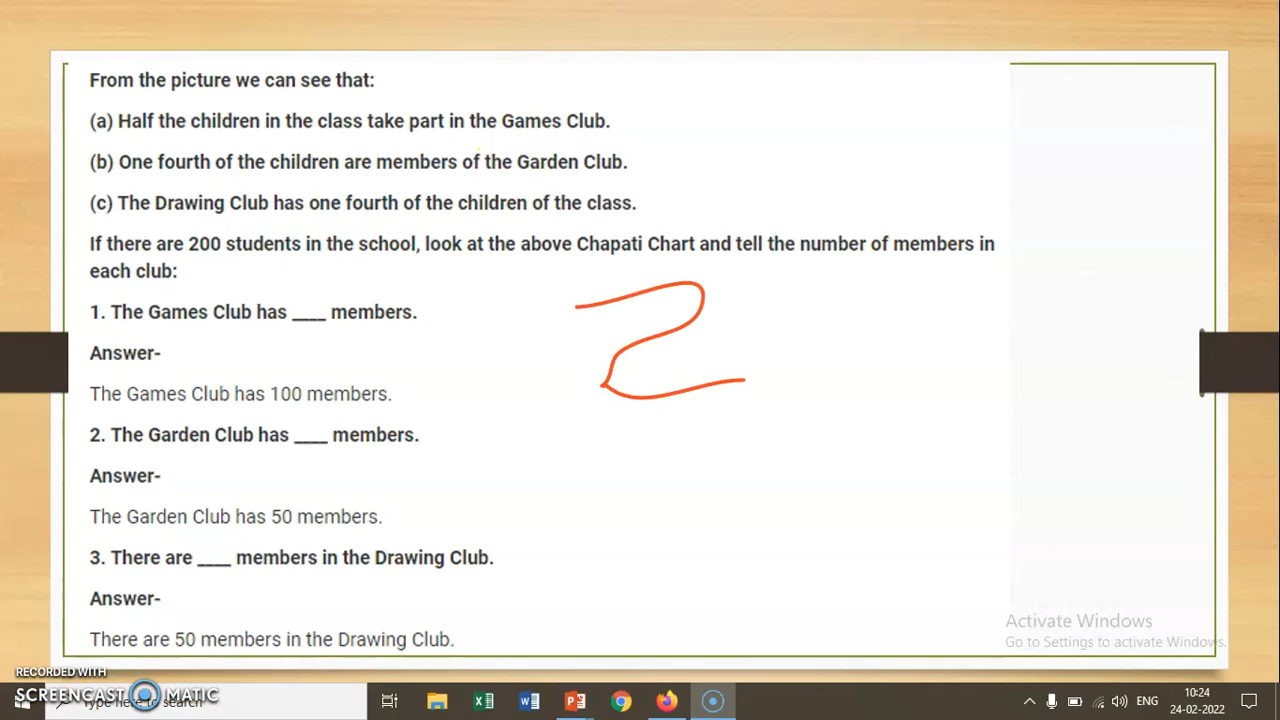 From the picture we can see that:
(a) Half the children in the class take part in the Games Club.
(b) One fourth of the children are members of the Garden Club.
(c) The Drawing Club has one fourth of the children of the class.
If there are 200 students in the school, look at the above Chapati Chart and tell the number of members in
each club:
1. The Games Club has ____ members.
2
Answer-
The Games Club has 100 members.
2. The Garden Club has ____ members.
Answer-
The Garden Club has 50 members.
3. There are ____ members in the Drawing Club.
Answer-
There are 50 members in the Drawing Club.
Activate Windows
Go to Settings to activate Windows.
RECORDED WITH
SCREENCAST MATIC
Type here to search
ENG
10:24
24-02-2022